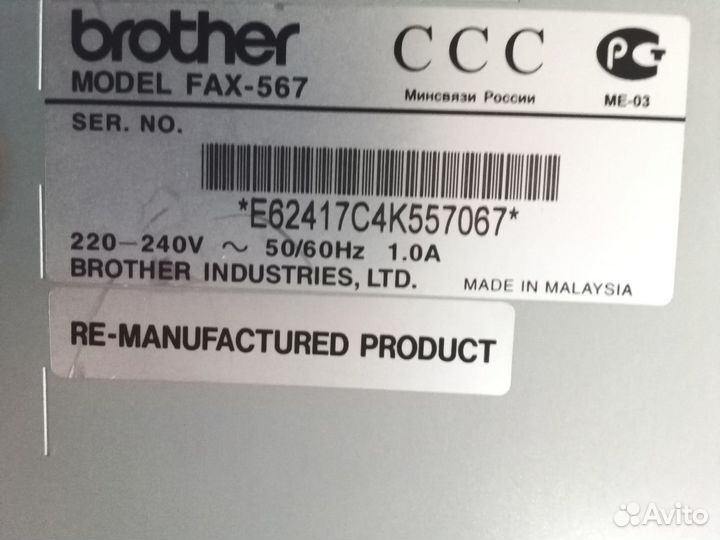 brother
MODEL FAX-567
CCC
Минсвязи России
РСТ
ME-03
SER. NO.
*E62417C4K557067*
220-240V ~ 50/60Hz 1.0A
BROTHER INDUSTRIES, LTD.
MADE IN MALAYSIA
RE-MANUFACTURED PRODUCT
Avito